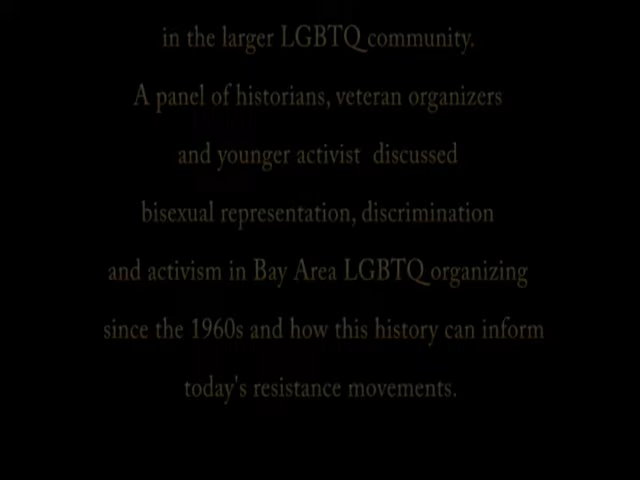 in the larger LGBTQ community.
A panel of historians, veteran organizers
and younger activist discussed
bisexual representation, discrimination
and activism in Bay Area LGBTQ organizing
since the 1960s and how this history can inform
today's resistance movements.